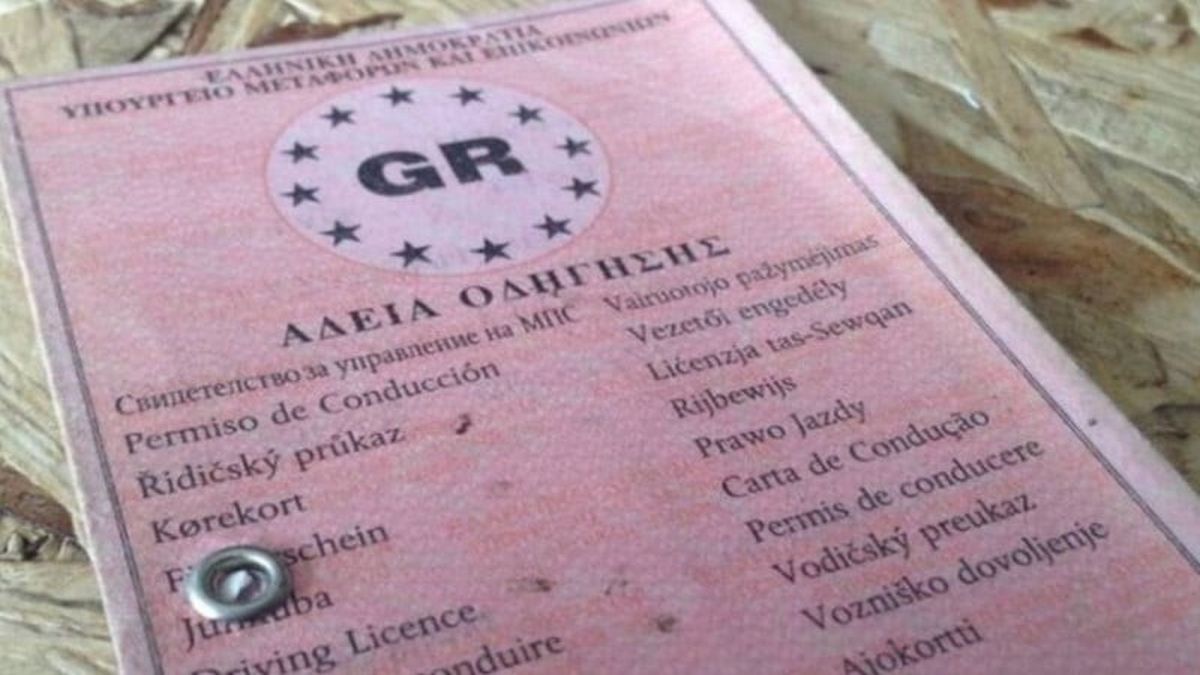 ΕΛΛΗΝΙΚΗ ΔΗΜΟΚΡΑΤΙΑ
ΥΠΟΥΡΓΕΙΟ ΜΕΤΑΦΟΡΩΝ ΚΑΙ ΕΠΙΚΟΙΝΩΝΙΩΝ
GR
ΑΔΕΙΑ ΟΔΗΓΗΣΗΣ
Свидетелство за управление на МПС
Permiso de Conducción
Řidičský průkaz
Kørekort
Juhiluba
Driving Licence
Vairuotojo pažymėjimas
Vezetői engedély
Liċenzja tas-Sewqan
Rijbewijs
Prawo Jazdy
Carta de Condução
Permis de conducere
Vodičský preukaz
Vozniško dovoljenje
Ajokortti